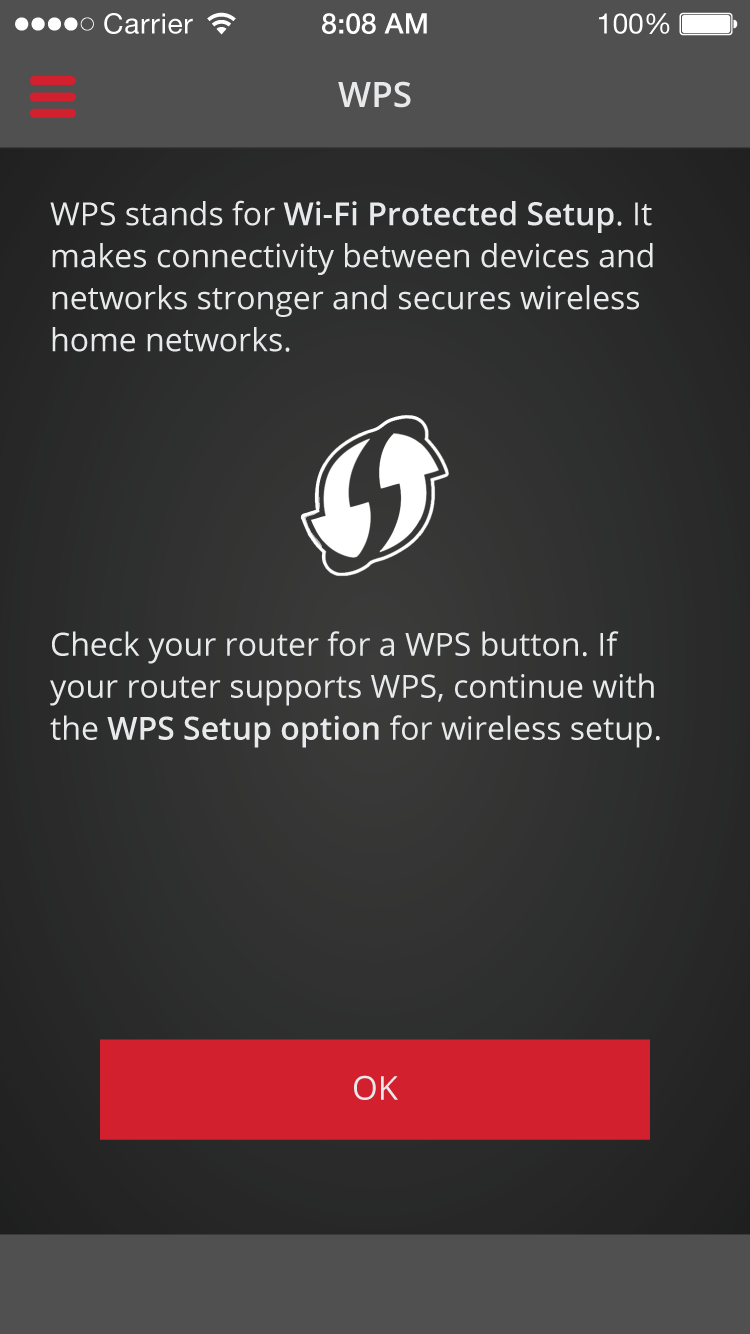 Carrier 8:08 AM 100%
WPS
WPS stands for Wi-Fi Protected Setup. It
makes connectivity between devices and
networks stronger and secures wireless
home networks.
Check your router for a WPS button. If
your router supports WPS, continue with
the WPS Setup option for wireless setup.
OK